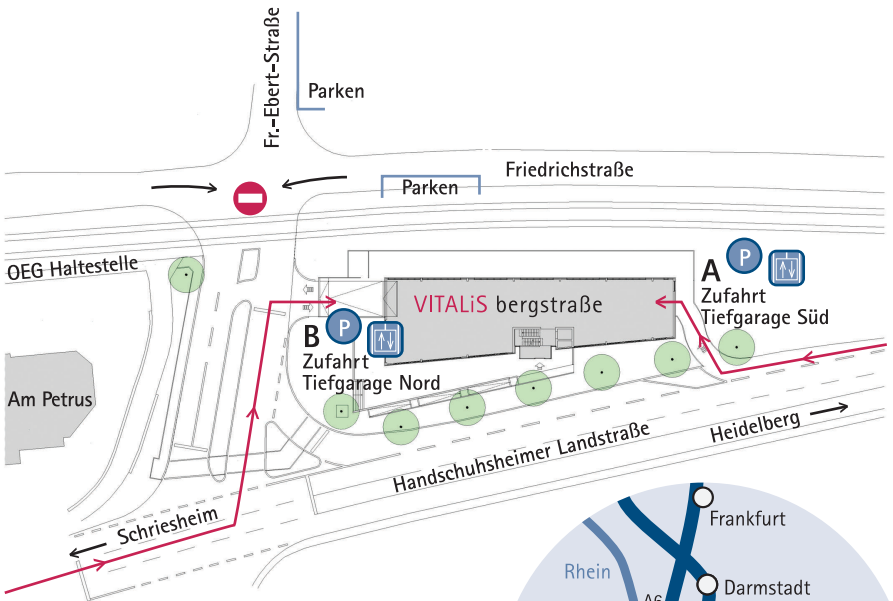 Fr.-Ebert-Straße
Parken
Friedrichstraße
Parken
OEG Haltestelle
A
P
Zufahrt
Tiefgarage Süd
VITALiS bergstraße
B
P
Zufahrt
Tiefgarage Nord
Am Petrus
Handschuhsheimer Landstraße
Heidelberg
Schriesheim
Frankfurt
Rhein
Darmstadt
A6